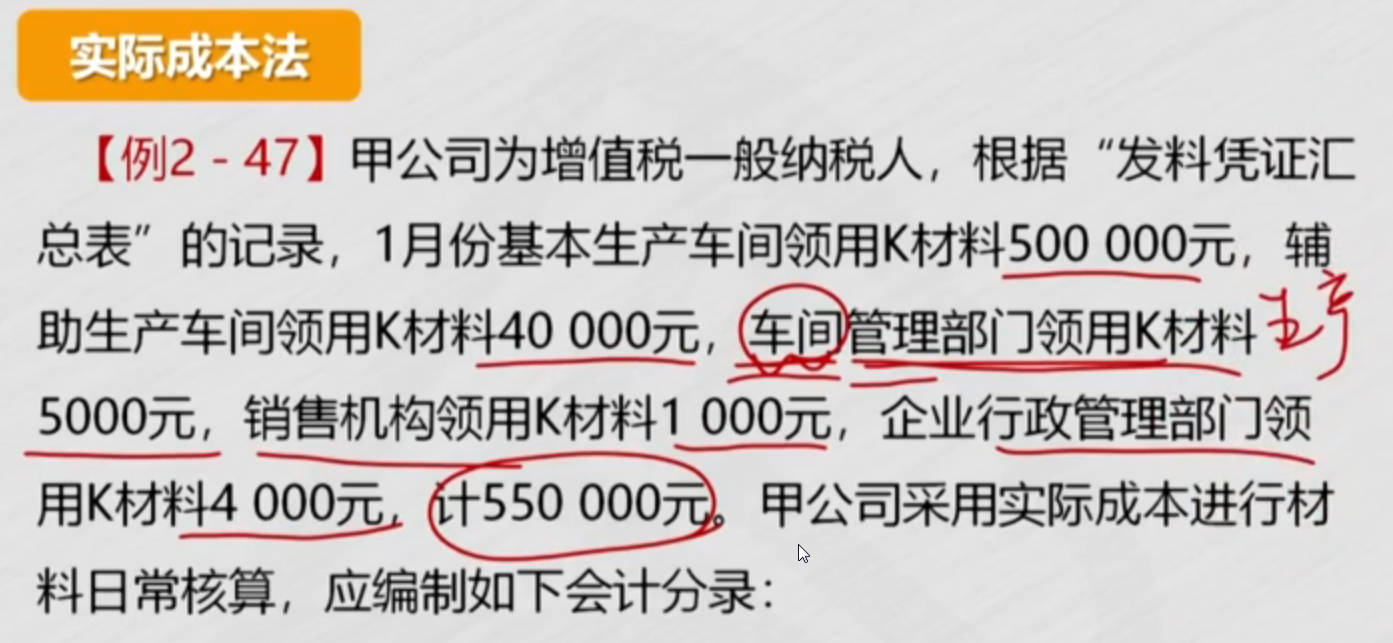 实际成本法
【例2-47】甲公司为增值税一般纳税人，根据“发料凭证汇
总表”的记录，1月份基本生产车间领用K材料500 000元，辅
助生产车间领用K材料40 000元，车间管理部门领用K材料 生产
5000元，销售机构领用K材料1 000元，企业行政管理部门领
用K材料4 000元，计550 000元。甲公司采用实际成本进行材
料日常核算，应编制如下会计分录：